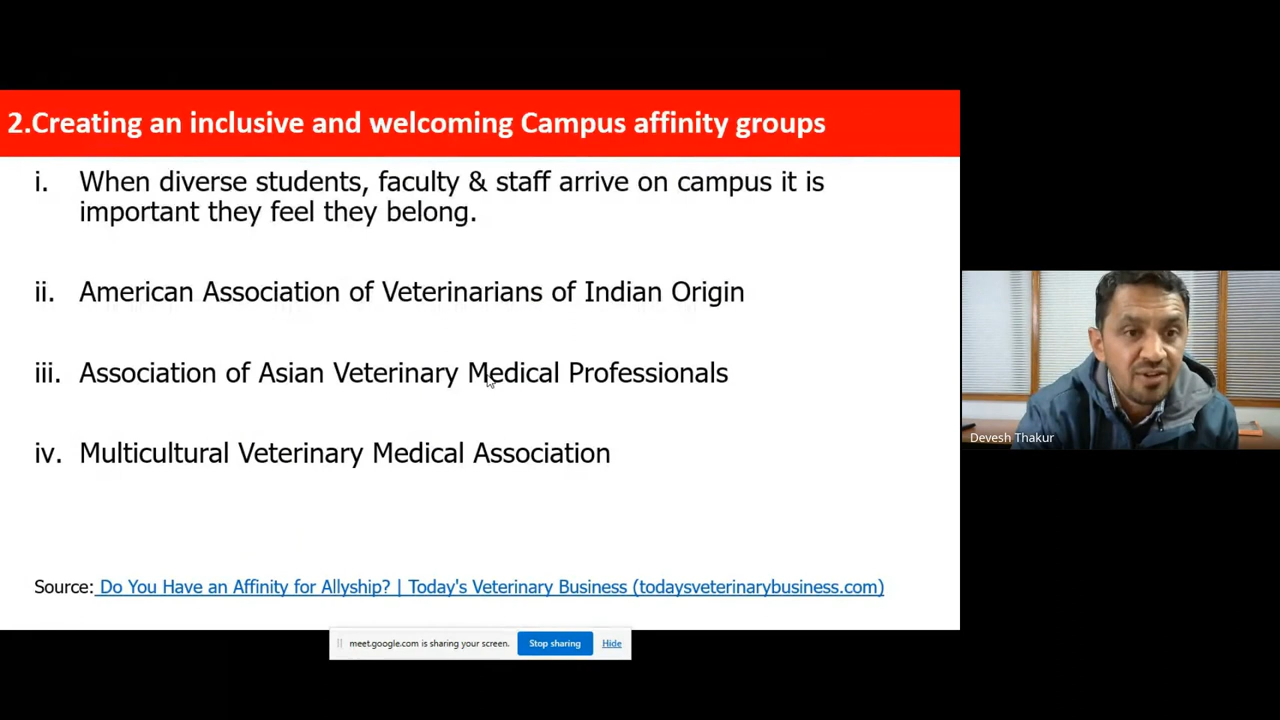 2.Creating an inclusive and welcoming Campus affinity groups
i. When diverse students, faculty & staff arrive on campus it is
important they feel they belong.
ii. American Association of Veterinarians of Indian Origin
iii. Association of Asian Veterinary Medical Professionals
iv. Multicultural Veterinary Medical Association
Source: Do You Have an Affinity for Allyship? | Today's Veterinary Business (todaysveterinarybusiness.com)
Devesh Thakur
meet.google.com is sharing your screen. Stop sharing Hide